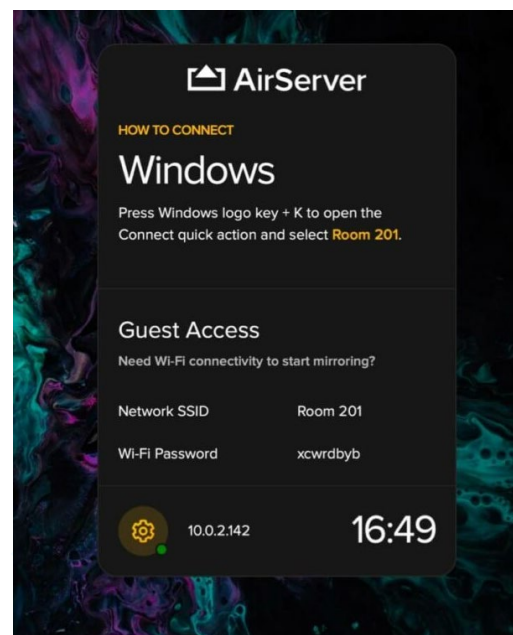 AirServer
HOW TO CONNECT
Windows
Press Windows logo key + K to open the
Connect quick action and select Room 201.
Guest Access
Need Wi-Fi connectivity to start mirroring?
Network SSID Room 201
Wi-Fi Password xcwrdbyb
10.0.2.142 16:49